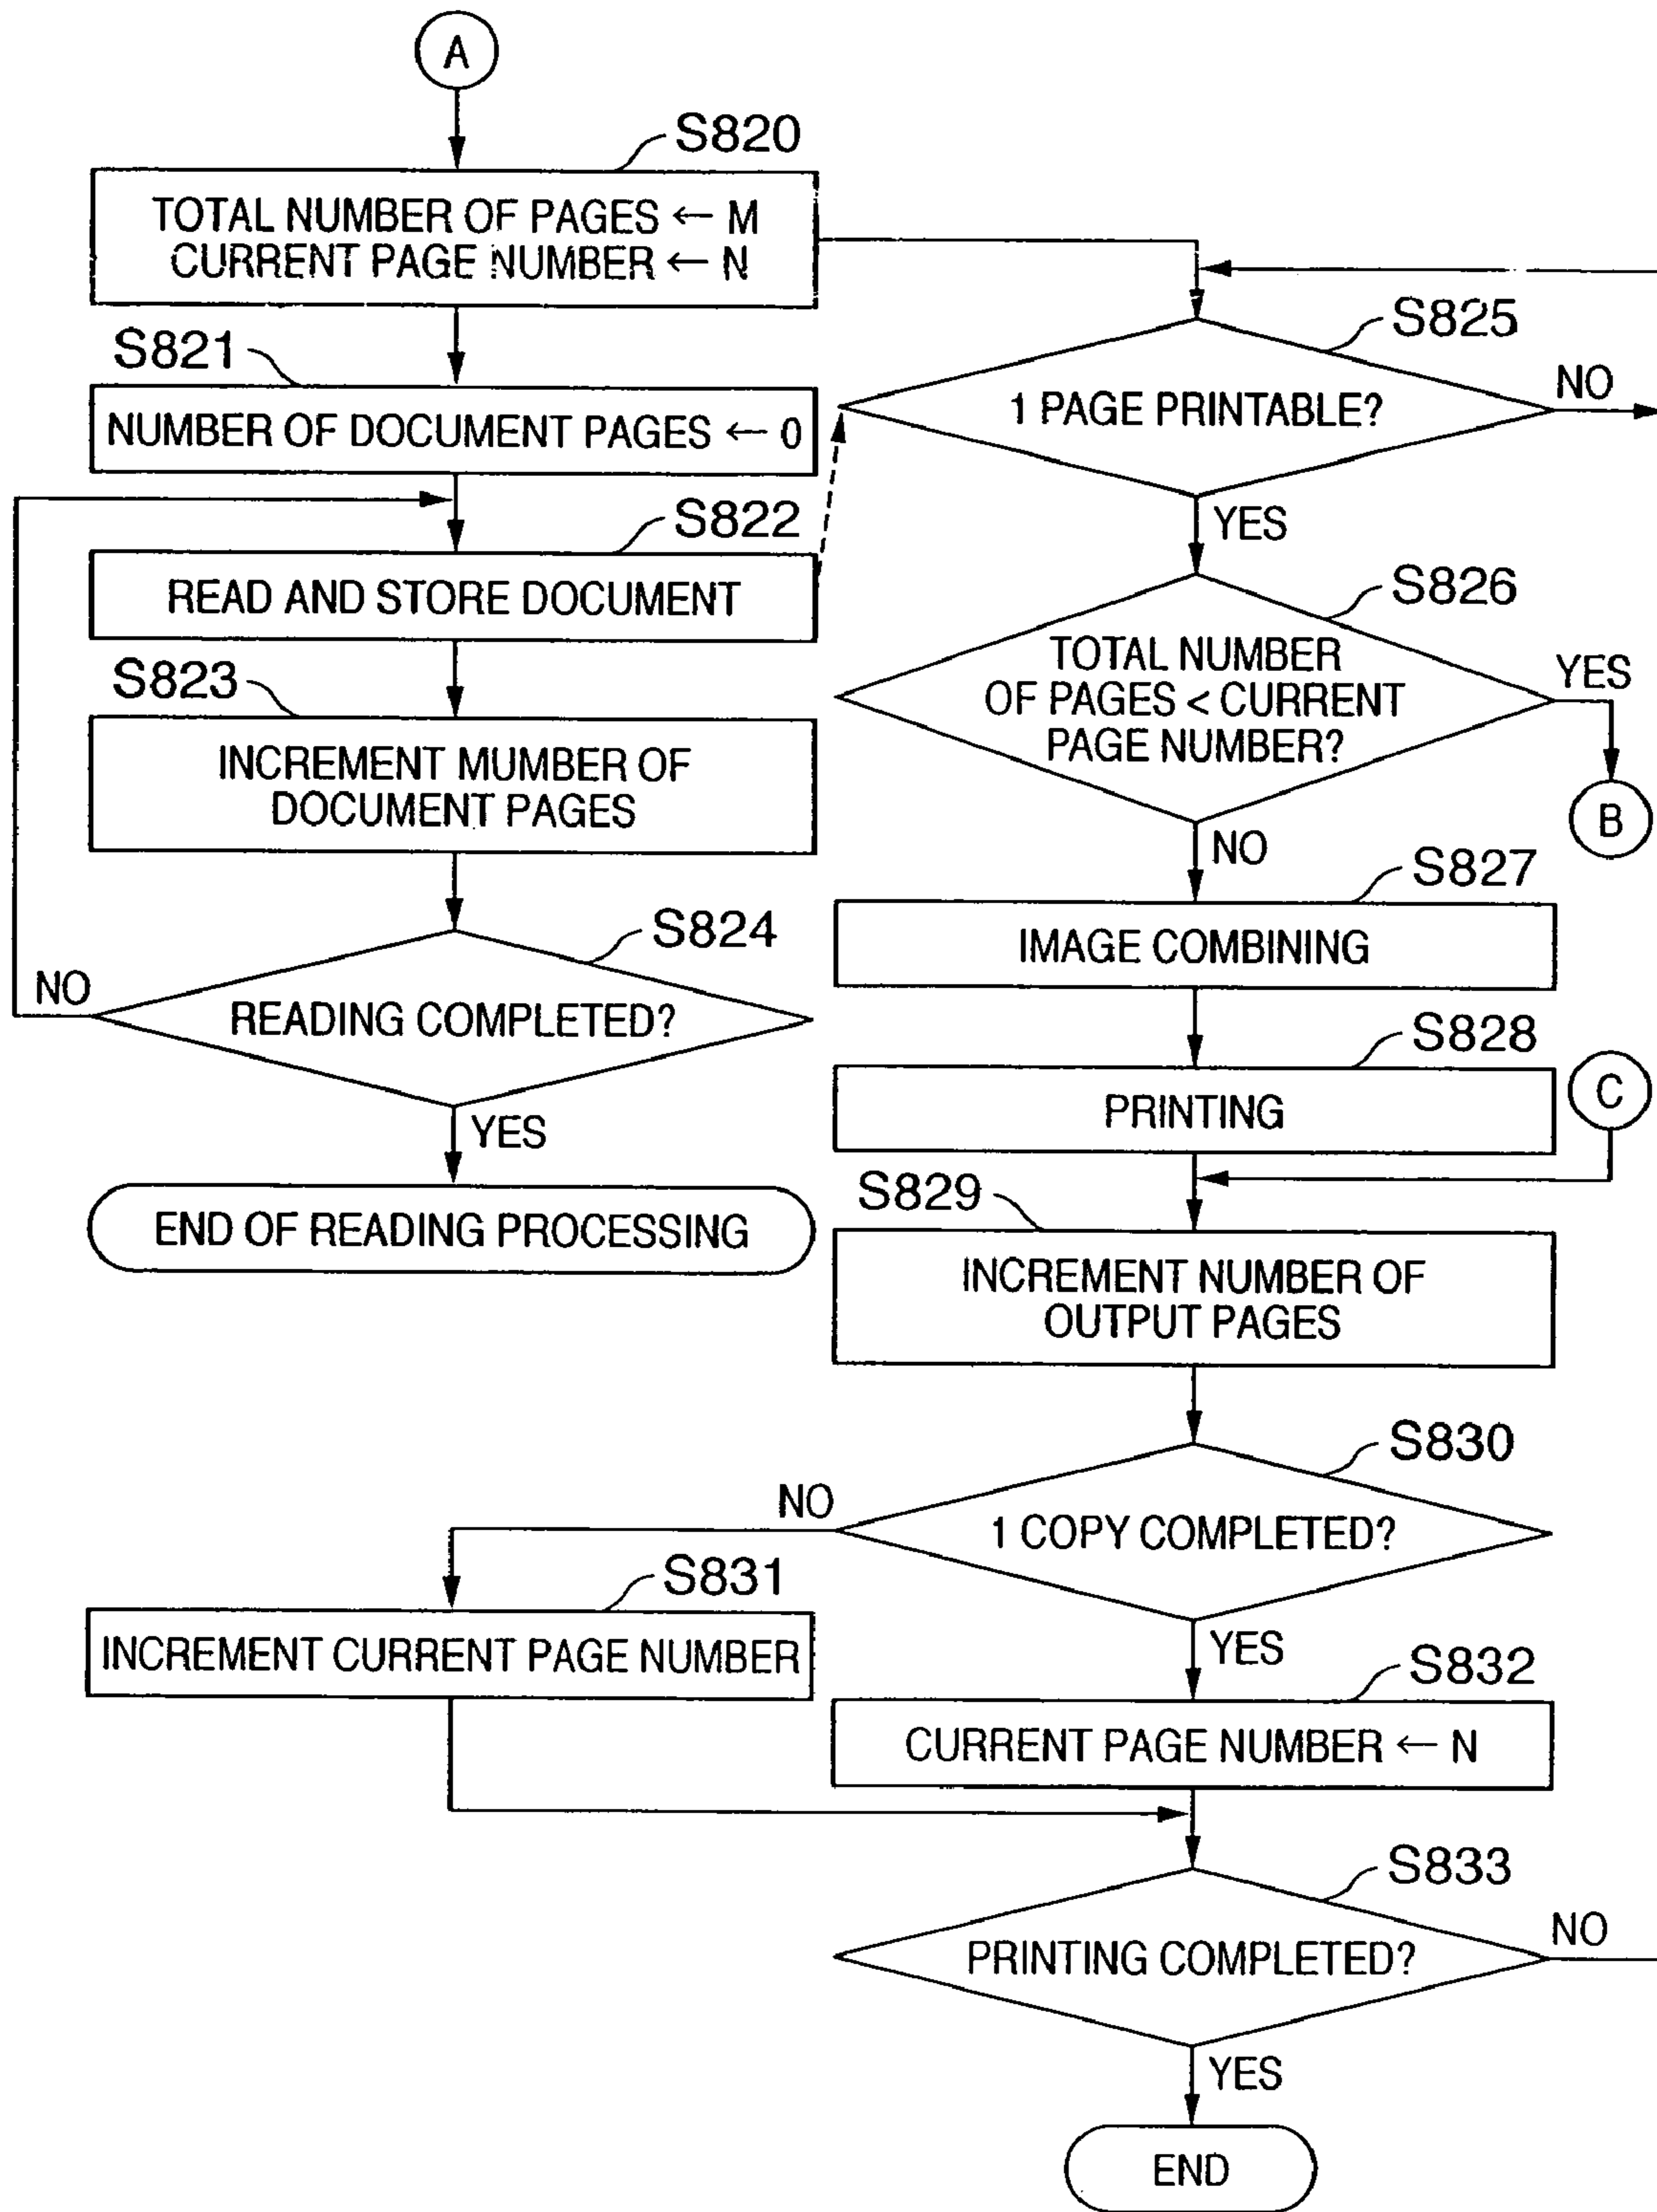 A
S820
TOTAL NUMBER OF PAGES ← M
CURRENT PAGE NUMBER ← N
S821
NUMBER OF DOCUMENT PAGES ← 0
S822
READ AND STORE DOCUMENT
S823
INCREMENT MUMBER OF
DOCUMENT PAGES
S824
NO
READING COMPLETED?
YES
END OF READING PROCESSING
S825
1 PAGE PRINTABLE?
NO
YES
S826
TOTAL NUMBER
OF PAGES < CURRENT
PAGE NUMBER?
YES
B
NO
S827
IMAGE COMBINING
S828
PRINTING
C
S829
INCREMENT NUMBER OF
OUTPUT PAGES
S830
NO
1 COPY COMPLETED?
S831
INCREMENT CURRENT PAGE NUMBER
YES
S832
CURRENT PAGE NUMBER ← N
S833
PRINTING COMPLETED?
NO
YES
END